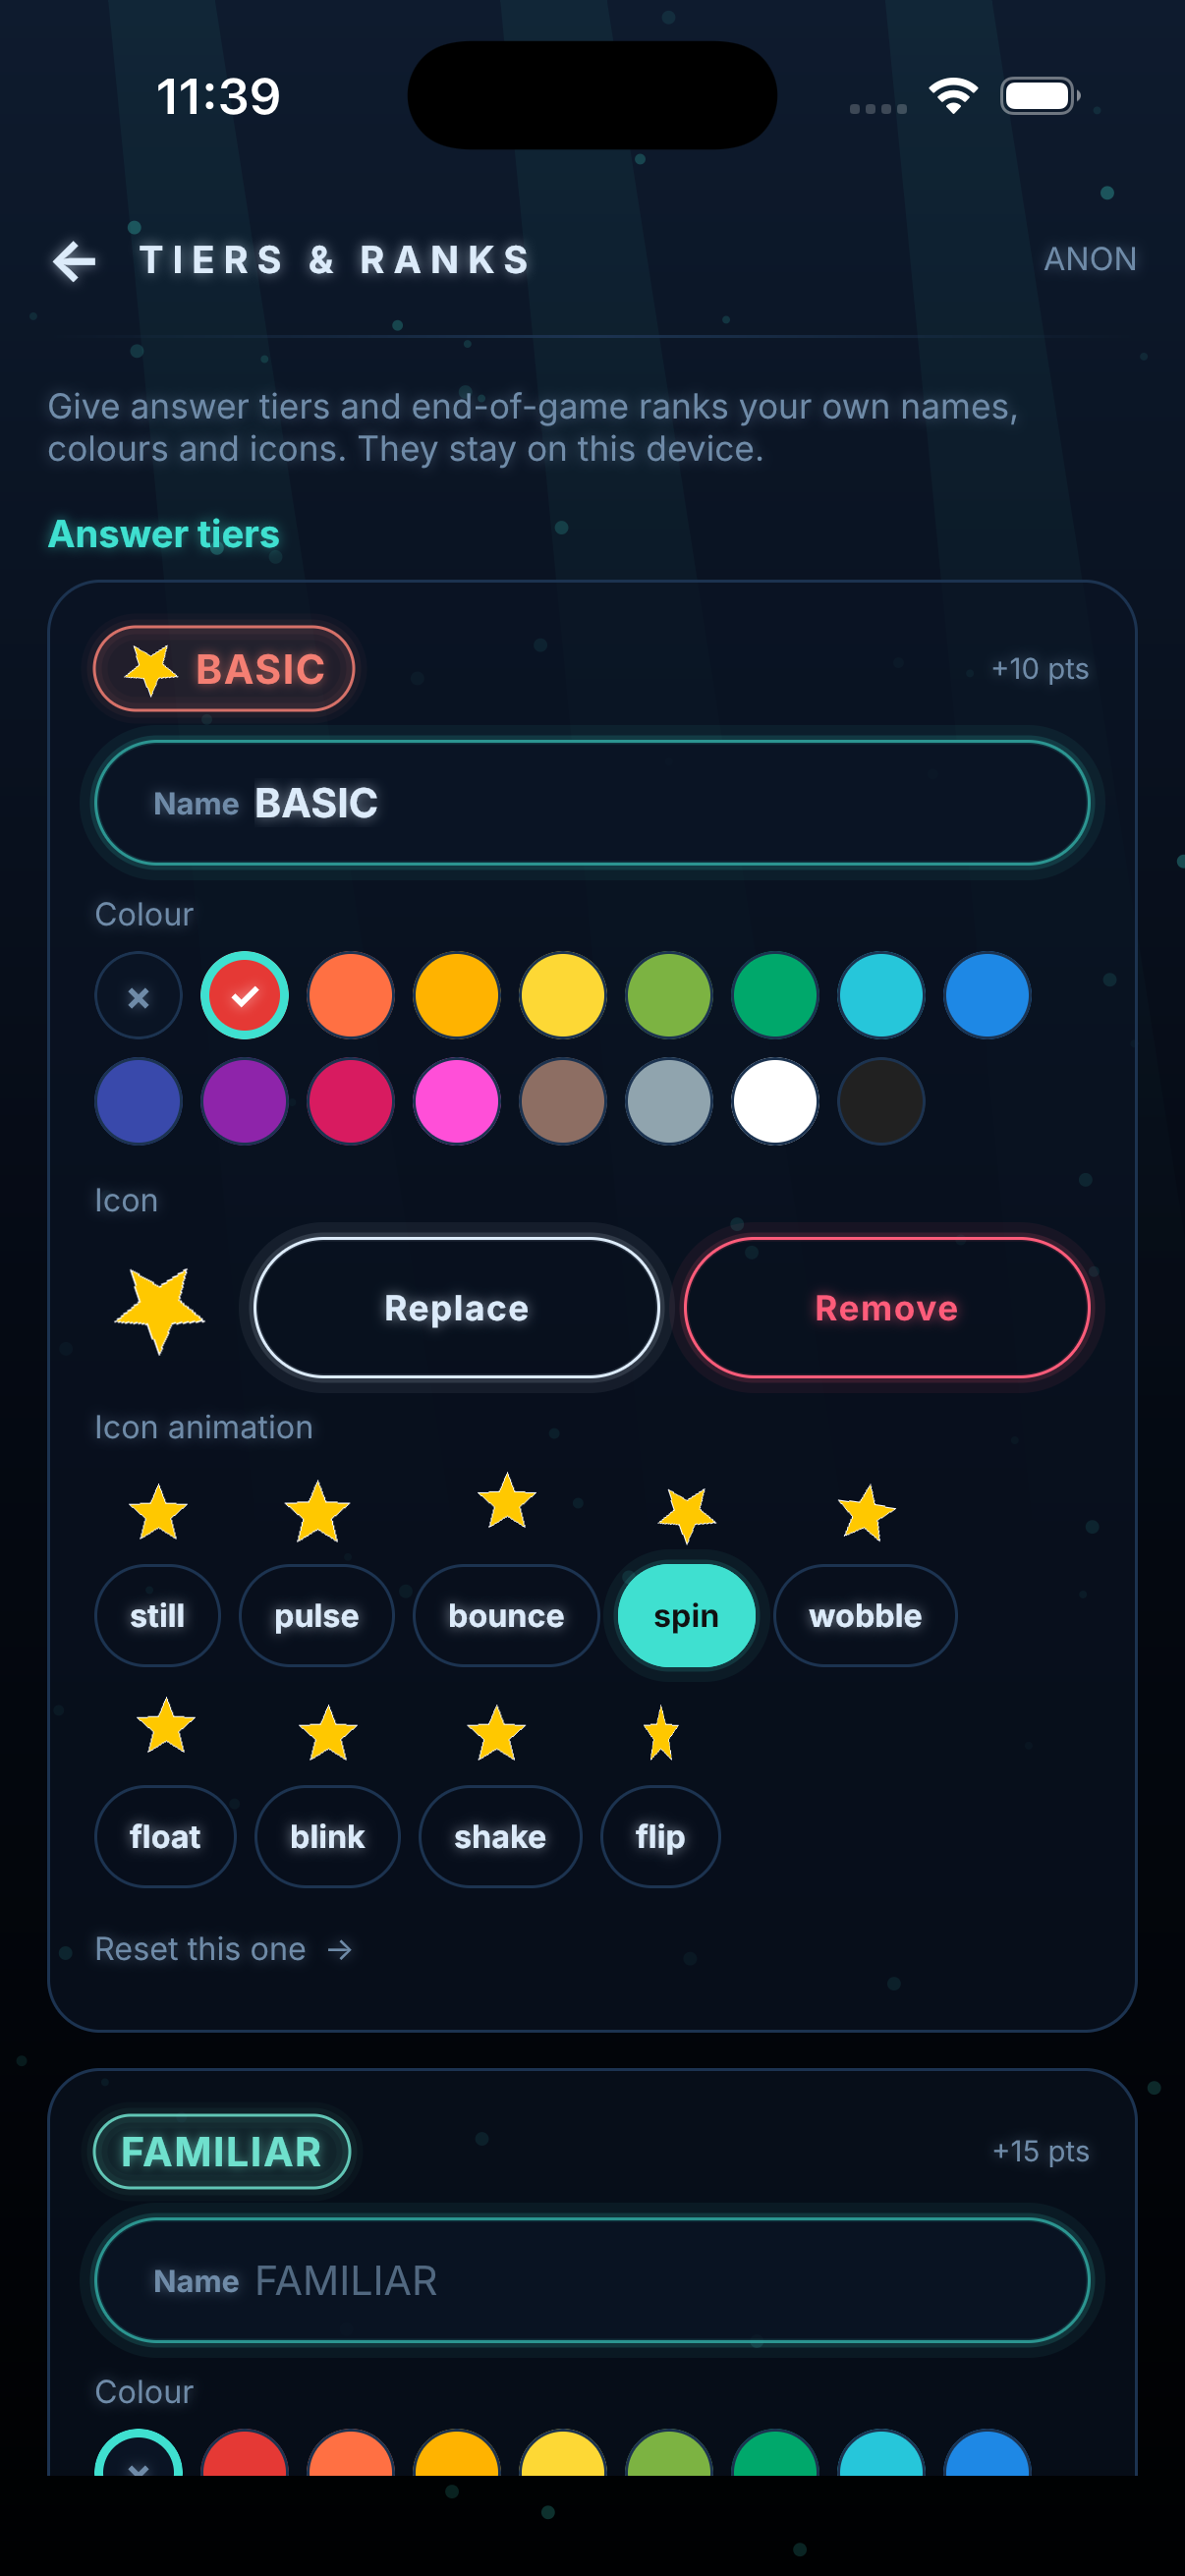 11:39
TIERS & RANKS
ANON
Give answer tiers and end-of-game ranks your own names,
colours and icons. They stay on this device.
Answer tiers
BASIC
+10 pts
Name BASIC
Colour
Icon
Replace
Remove
Icon animation
still
pulse
bounce
spin
wobble
float
blink
shake
flip
Reset this one →
FAMILIAR
+15 pts
Name FAMILIAR
Colour